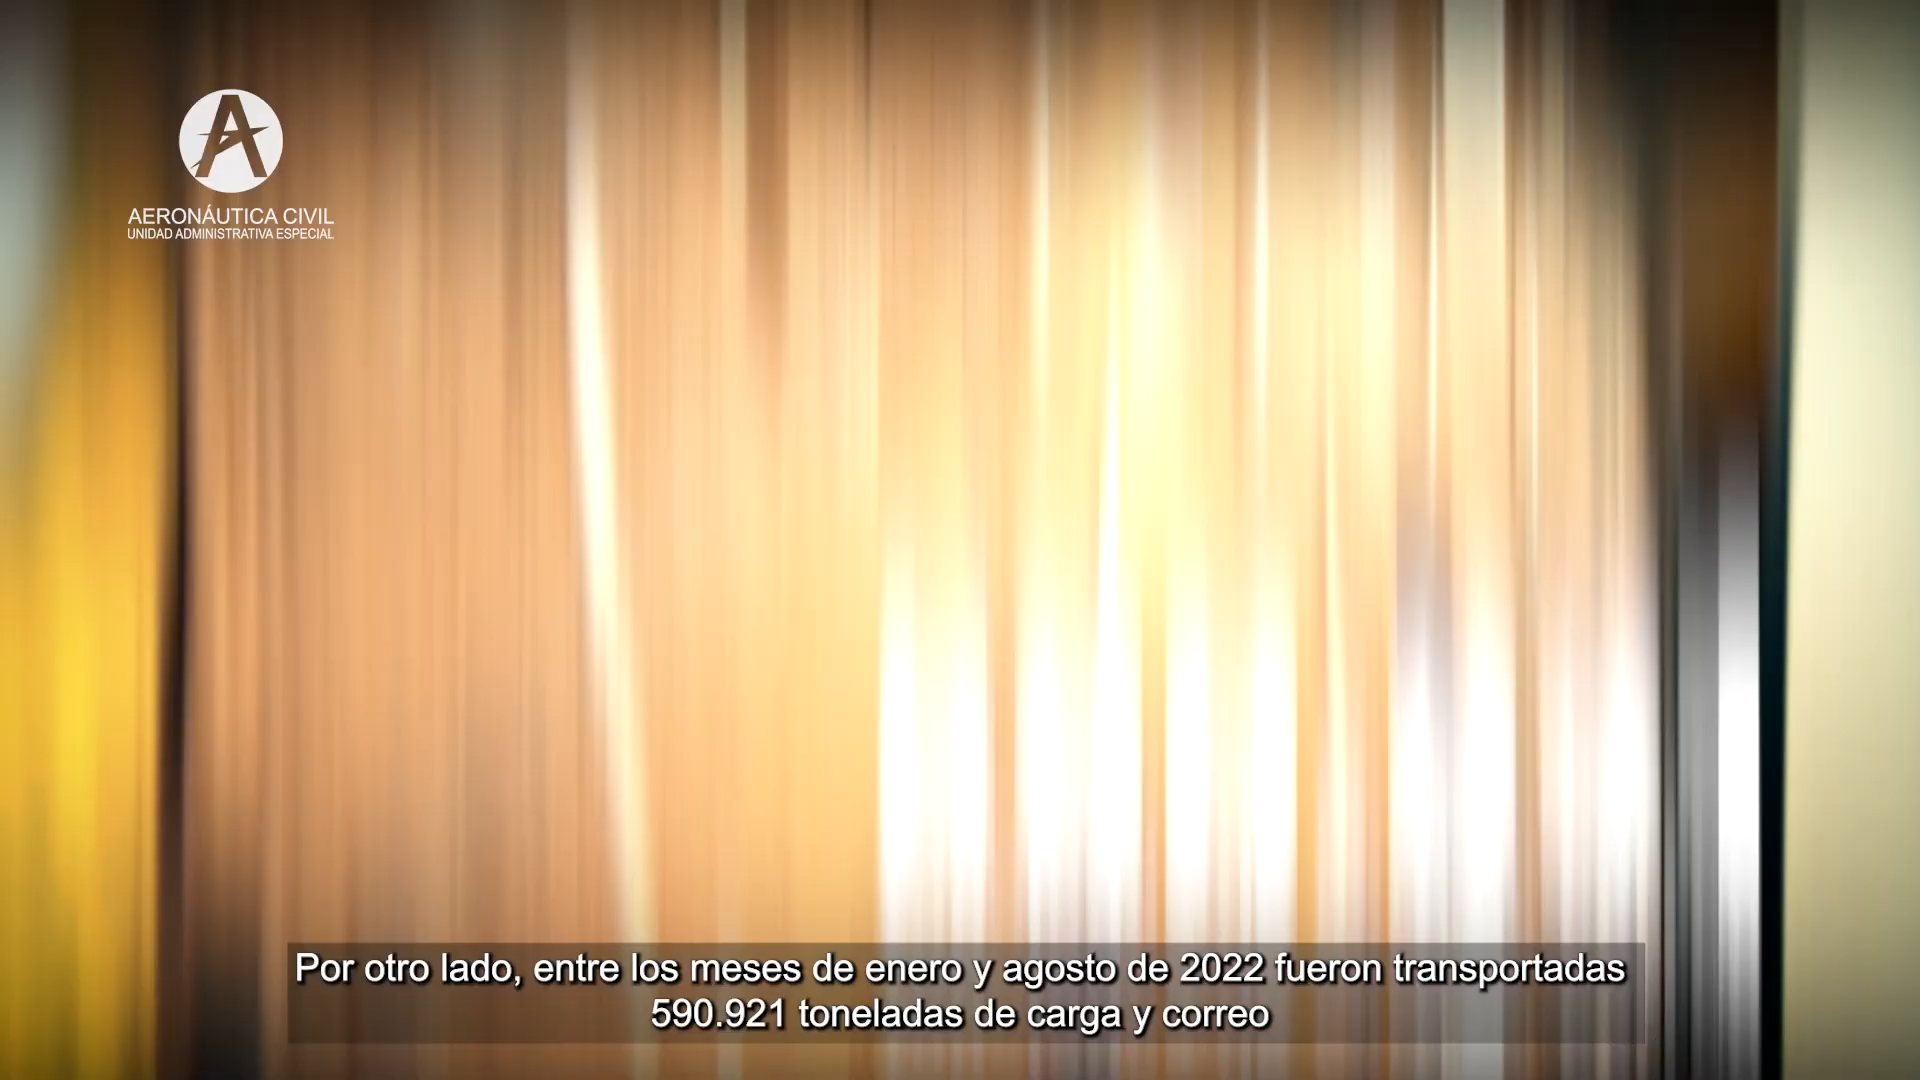 AERONÁUTICA CIVIL
UNIDAD ADMINISTRATIVA ESPECIAL
Por otro lado, entre los meses de enero y agosto de 2022 fueron transportadas
590.921 toneladas de carga y correo